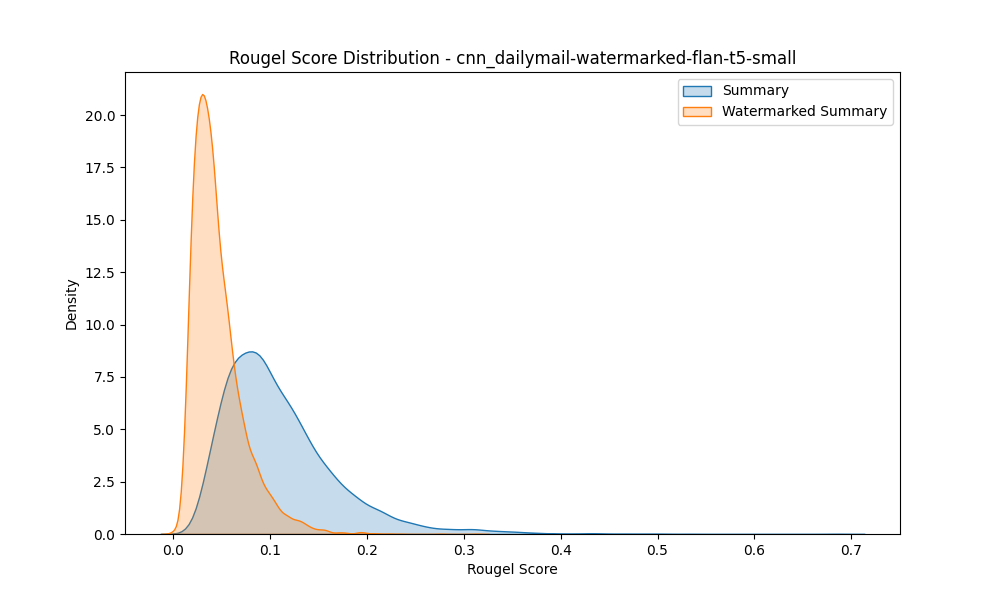 Rougel Score Distribution - cnn_dailymail-watermarked-flan-t5-small
Summary
Watermarked Summary
20.0
17.5
15.0
12.5
10.0
7.5
5.0
2.5
0.0
Density
0.0 0.1 0.2 0.3 0.4 0.5 0.6 0.7
Rougel Score